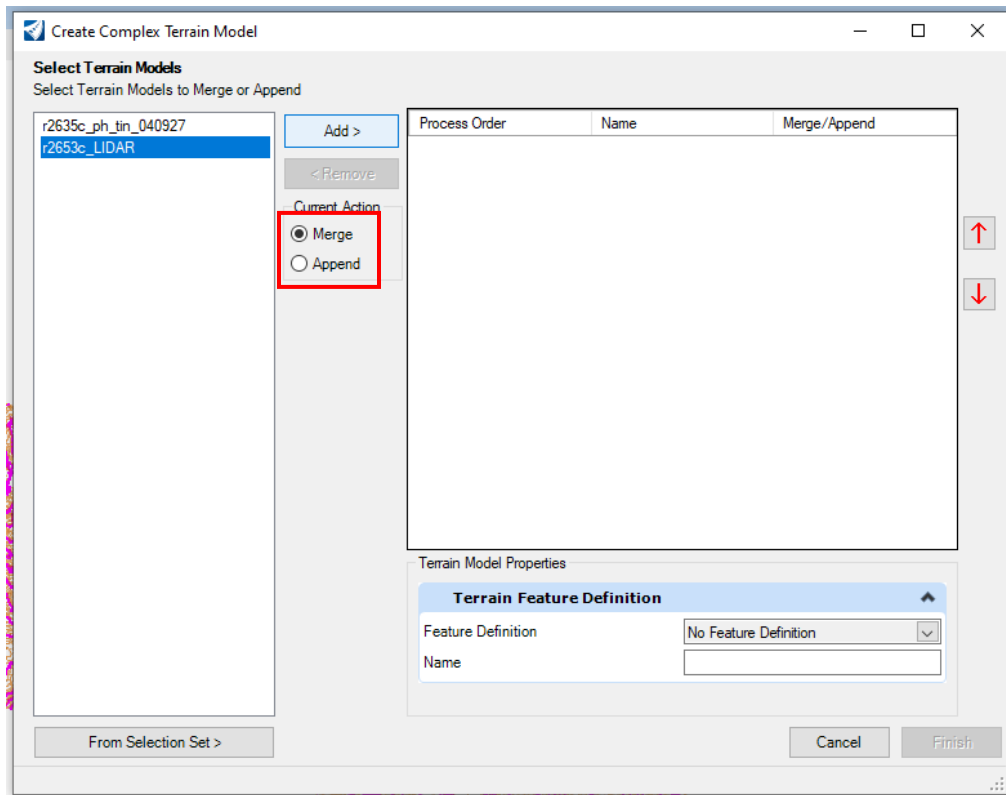 Create Complex Terrain Model
Select Terrain Models
Select Terrain Models to Merge or Append
r2635c_ph_tin_040927
r2653c_LIDAR
Add >
< Remove
Current Action
Merge
Append
Process Order Name Merge/Append
Terrain Model Properties
Terrain Feature Definition
Feature Definition No Feature Definition
Name
From Selection Set >
Cancel Finish